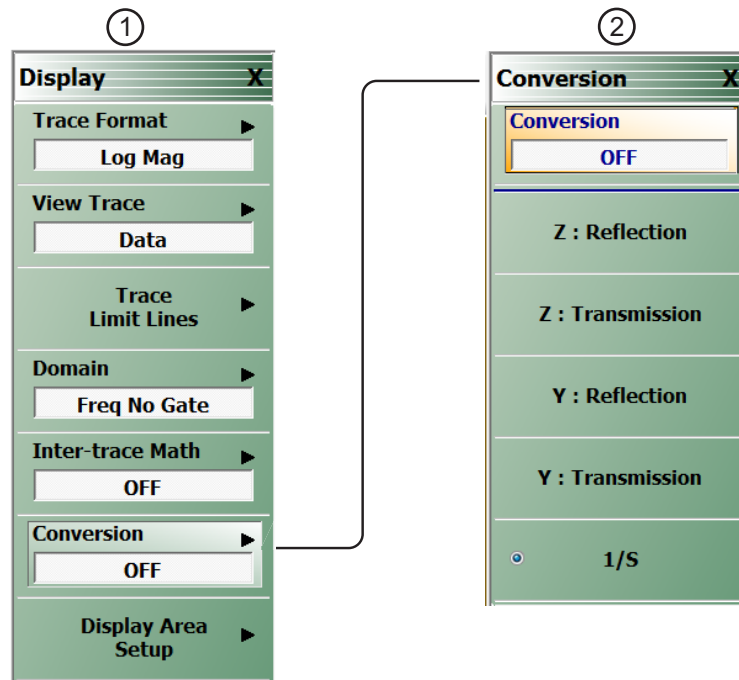 1
Display X
Trace Format
Log Mag
View Trace
Data
Trace
Limit Lines
Domain
Freq No Gate
Inter-trace Math
OFF
Conversion
OFF
Display Area
Setup
2
Conversion X
Conversion
OFF
Z : Reflection
Z : Transmission
Y : Reflection
Y : Transmission
1/S